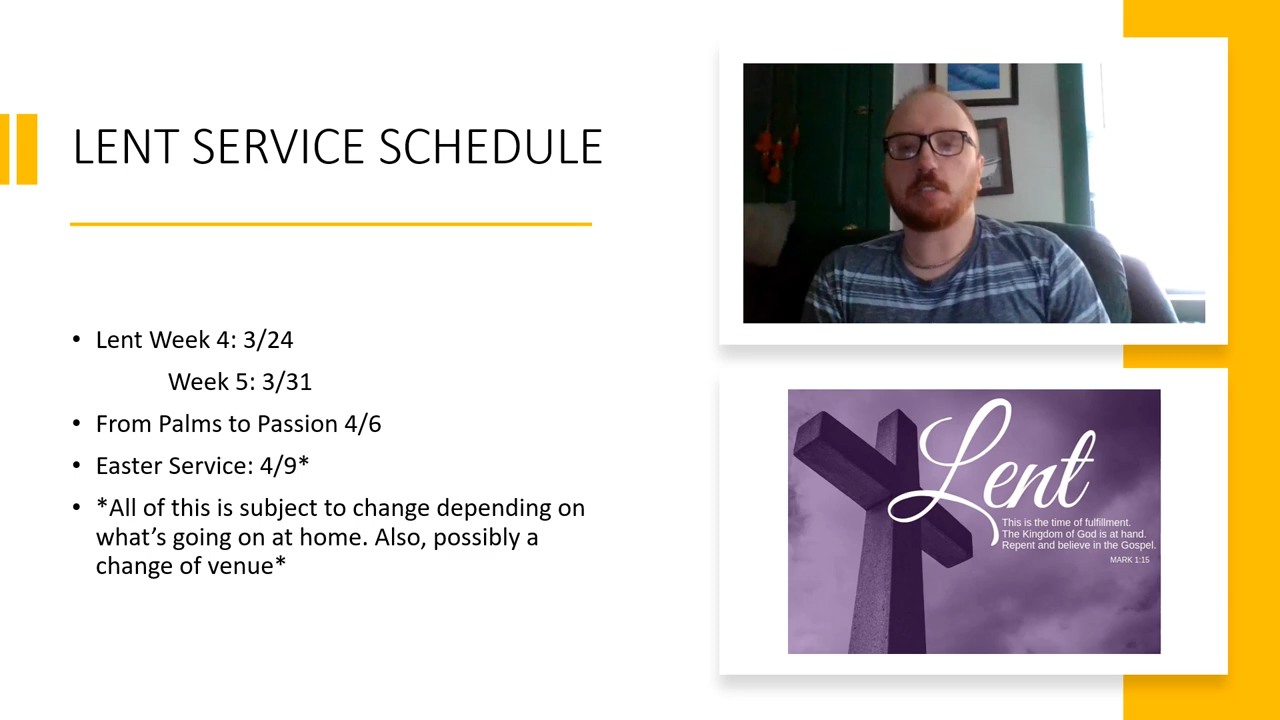 LENT SERVICE SCHEDULE
• Lent Week 4: 3/24
Week 5: 3/31
• From Palms to Passion 4/6
• Easter Service: 4/9*
• *All of this is subject to change depending on
what’s going on at home. Also, possibly a
change of venue*
Lent
This is the time of fulfillment.
The Kingdom of God is at hand.
Repent and believe in the Gospel.
MARK 1:15